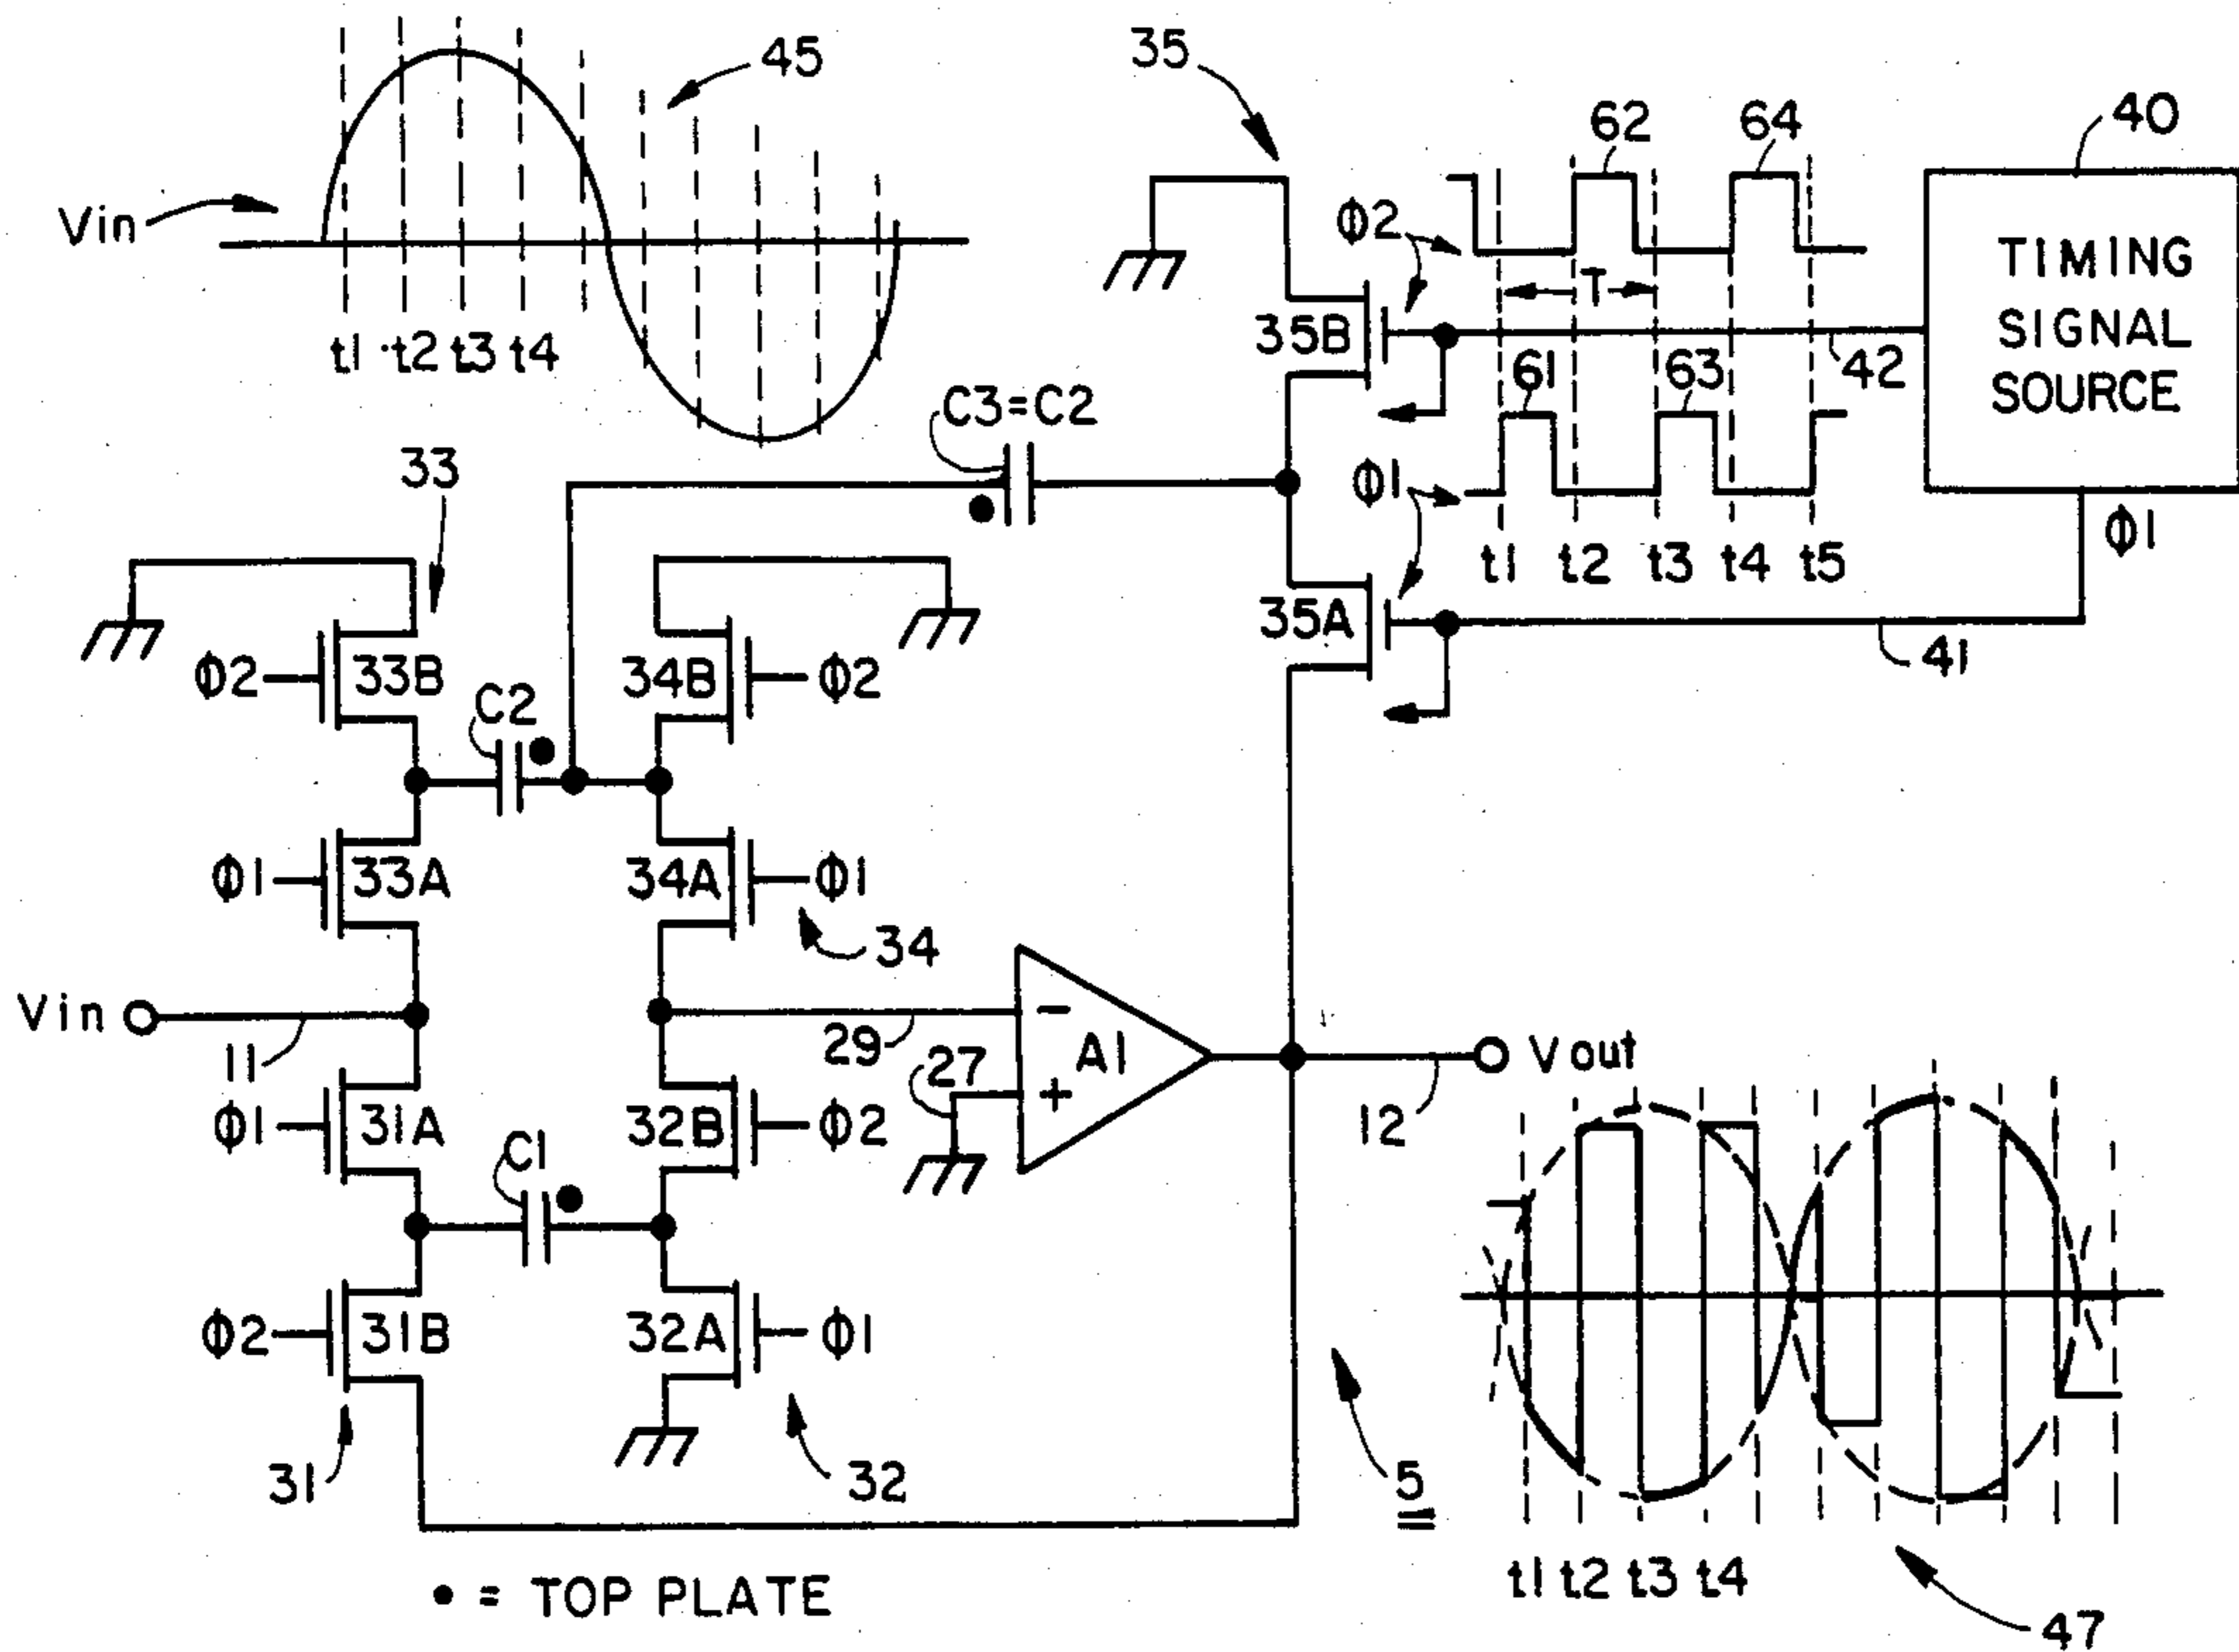 45
35
62
64
40
Vin
Φ2
T
TIMING
SIGNAL
SOURCE
t1 t2 t3 t4
35B
61
63
42
C3=C2
33
Φ1
Φ1
t1 t2 t3 t4 t5
35A
41
Φ2
33B
34B
Φ2
C2
Φ1
33A
34A
Φ1
34
Vin
11
29
A1
-
+
27
Vout
12
Φ1
31A
32B
Φ2
C1
Φ2
31B
32A
Φ1
31
32
5
t1 t2 t3 t4
47
• = TOP PLATE